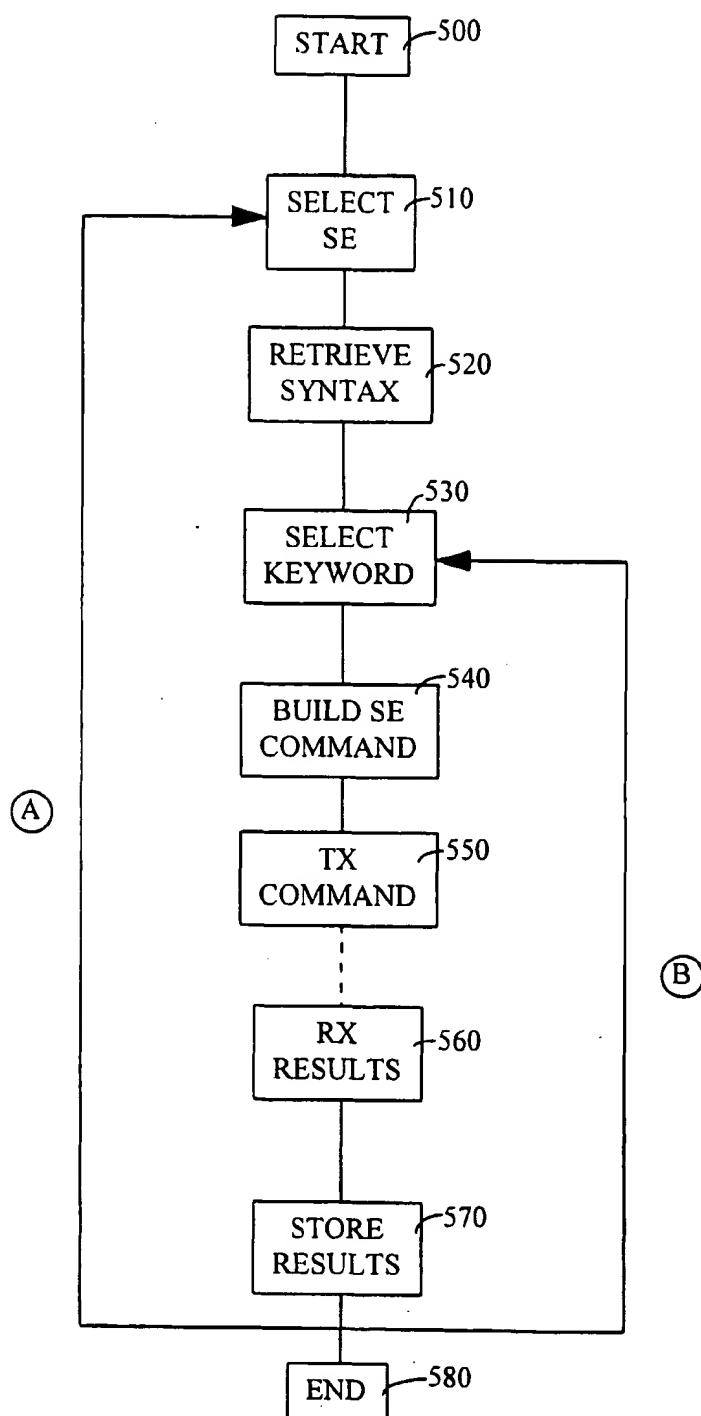 START
500
SELECT
SE
510
RETRIEVE
SYNTAX
520
530
SELECT
KEYWORD
540
BUILD SE
COMMAND
A
TX
COMMAND
550
B
RX
RESULTS
560
STORE
RESULTS
570
END
580